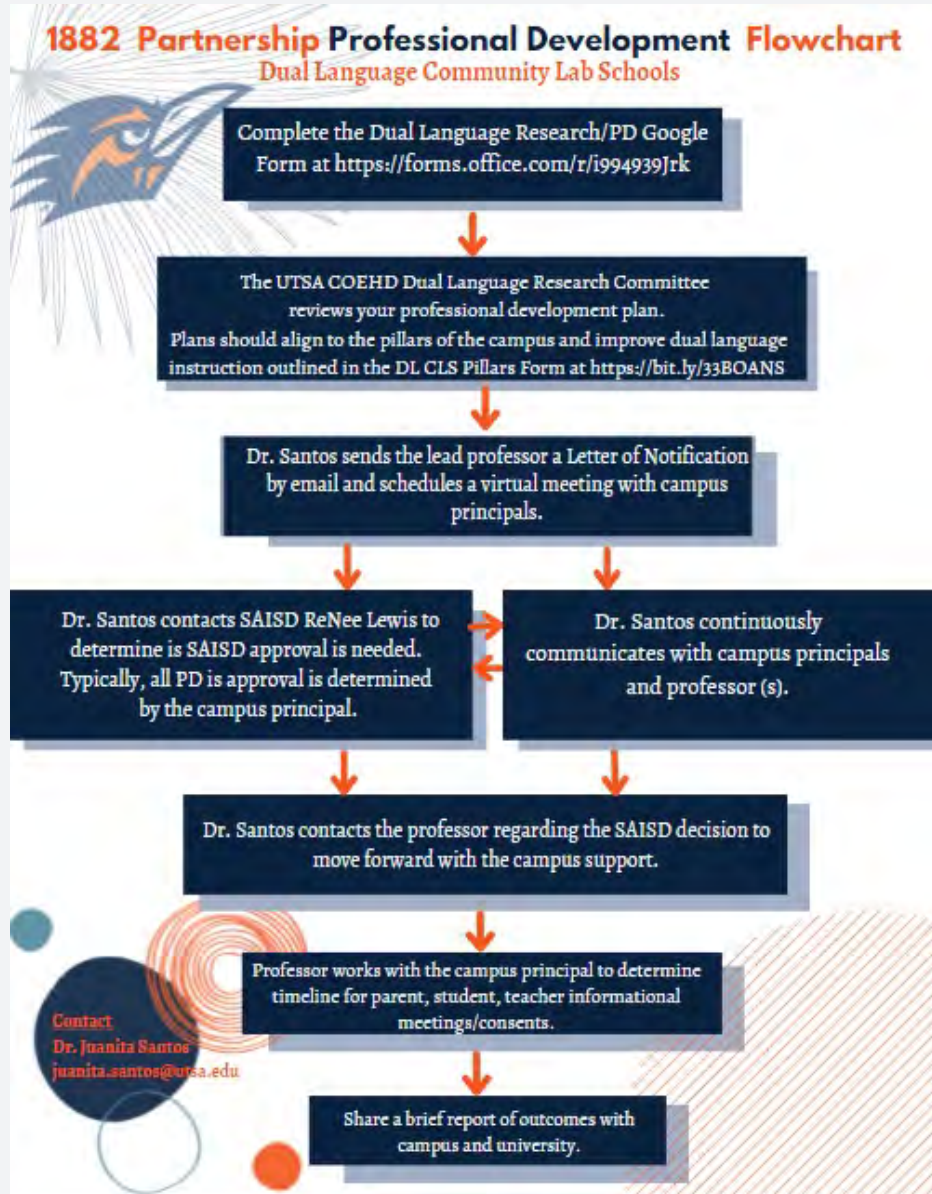 1882 Partnership Professional Development Flowchart
Dual Language Community Lab Schools
Complete the Dual Language Research/PD Google
Form at https://forms.office.com/r/i994939Jrk
The UTSA COEHD Dual Language Research Committee
reviews your professional development plan.
Plans should align to the pillars of the campus and improve dual language
instruction outlined in the DL CLS Pillars Form at https://bit.ly/33BOANS
Dr. Santos sends the lead professor a Letter of Notification
by email and schedules a virtual meeting with campus
principals.
Dr. Santos contacts SAISD ReNee Lewis to
determine is SAISD approval is needed.
Typically, all PD is approval is determined
by the campus principal.
Dr. Santos continuously
communicates with campus principals
and professor (s).
Dr. Santos contacts the professor regarding the SAISD decision to
move forward with the campus support.
Professor works with the campus principal to determine
timeline for parent, student, teacher informational
meetings/consents.
Contact
Dr. Juanita Santos
juanita.santos@utsa.edu
Share a brief report of outcomes with
campus and university.